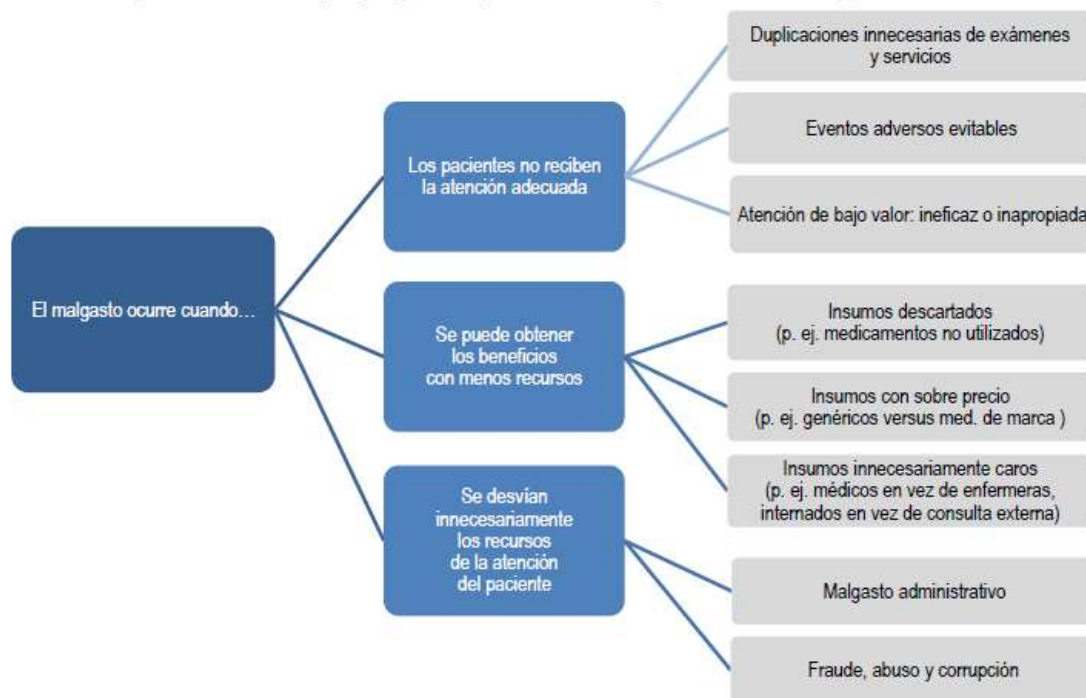 El malgasto ocurre cuando…
Los pacientes no reciben
la atención adecuada
Duplicaciones innecesarias de exámenes
y servicios
Eventos adversos evitables
Atención de bajo valor: ineficaz o inapropiada
Se puede obtener
los beneficios
con menos recursos
Insumos descartados
(p. ej. medicamentos no utilizados)
Insumos con sobre precio
(p. ej. genéricos versus med. de marca )
Insumos innecesariamente caros
(p. ej. médicos en vez de enfermeras,
internados en vez de consulta externa)
Se desvían
innecesariamente
los recursos
de la atención
del paciente
Malgasto administrativo
Fraude, abuso y corrupción